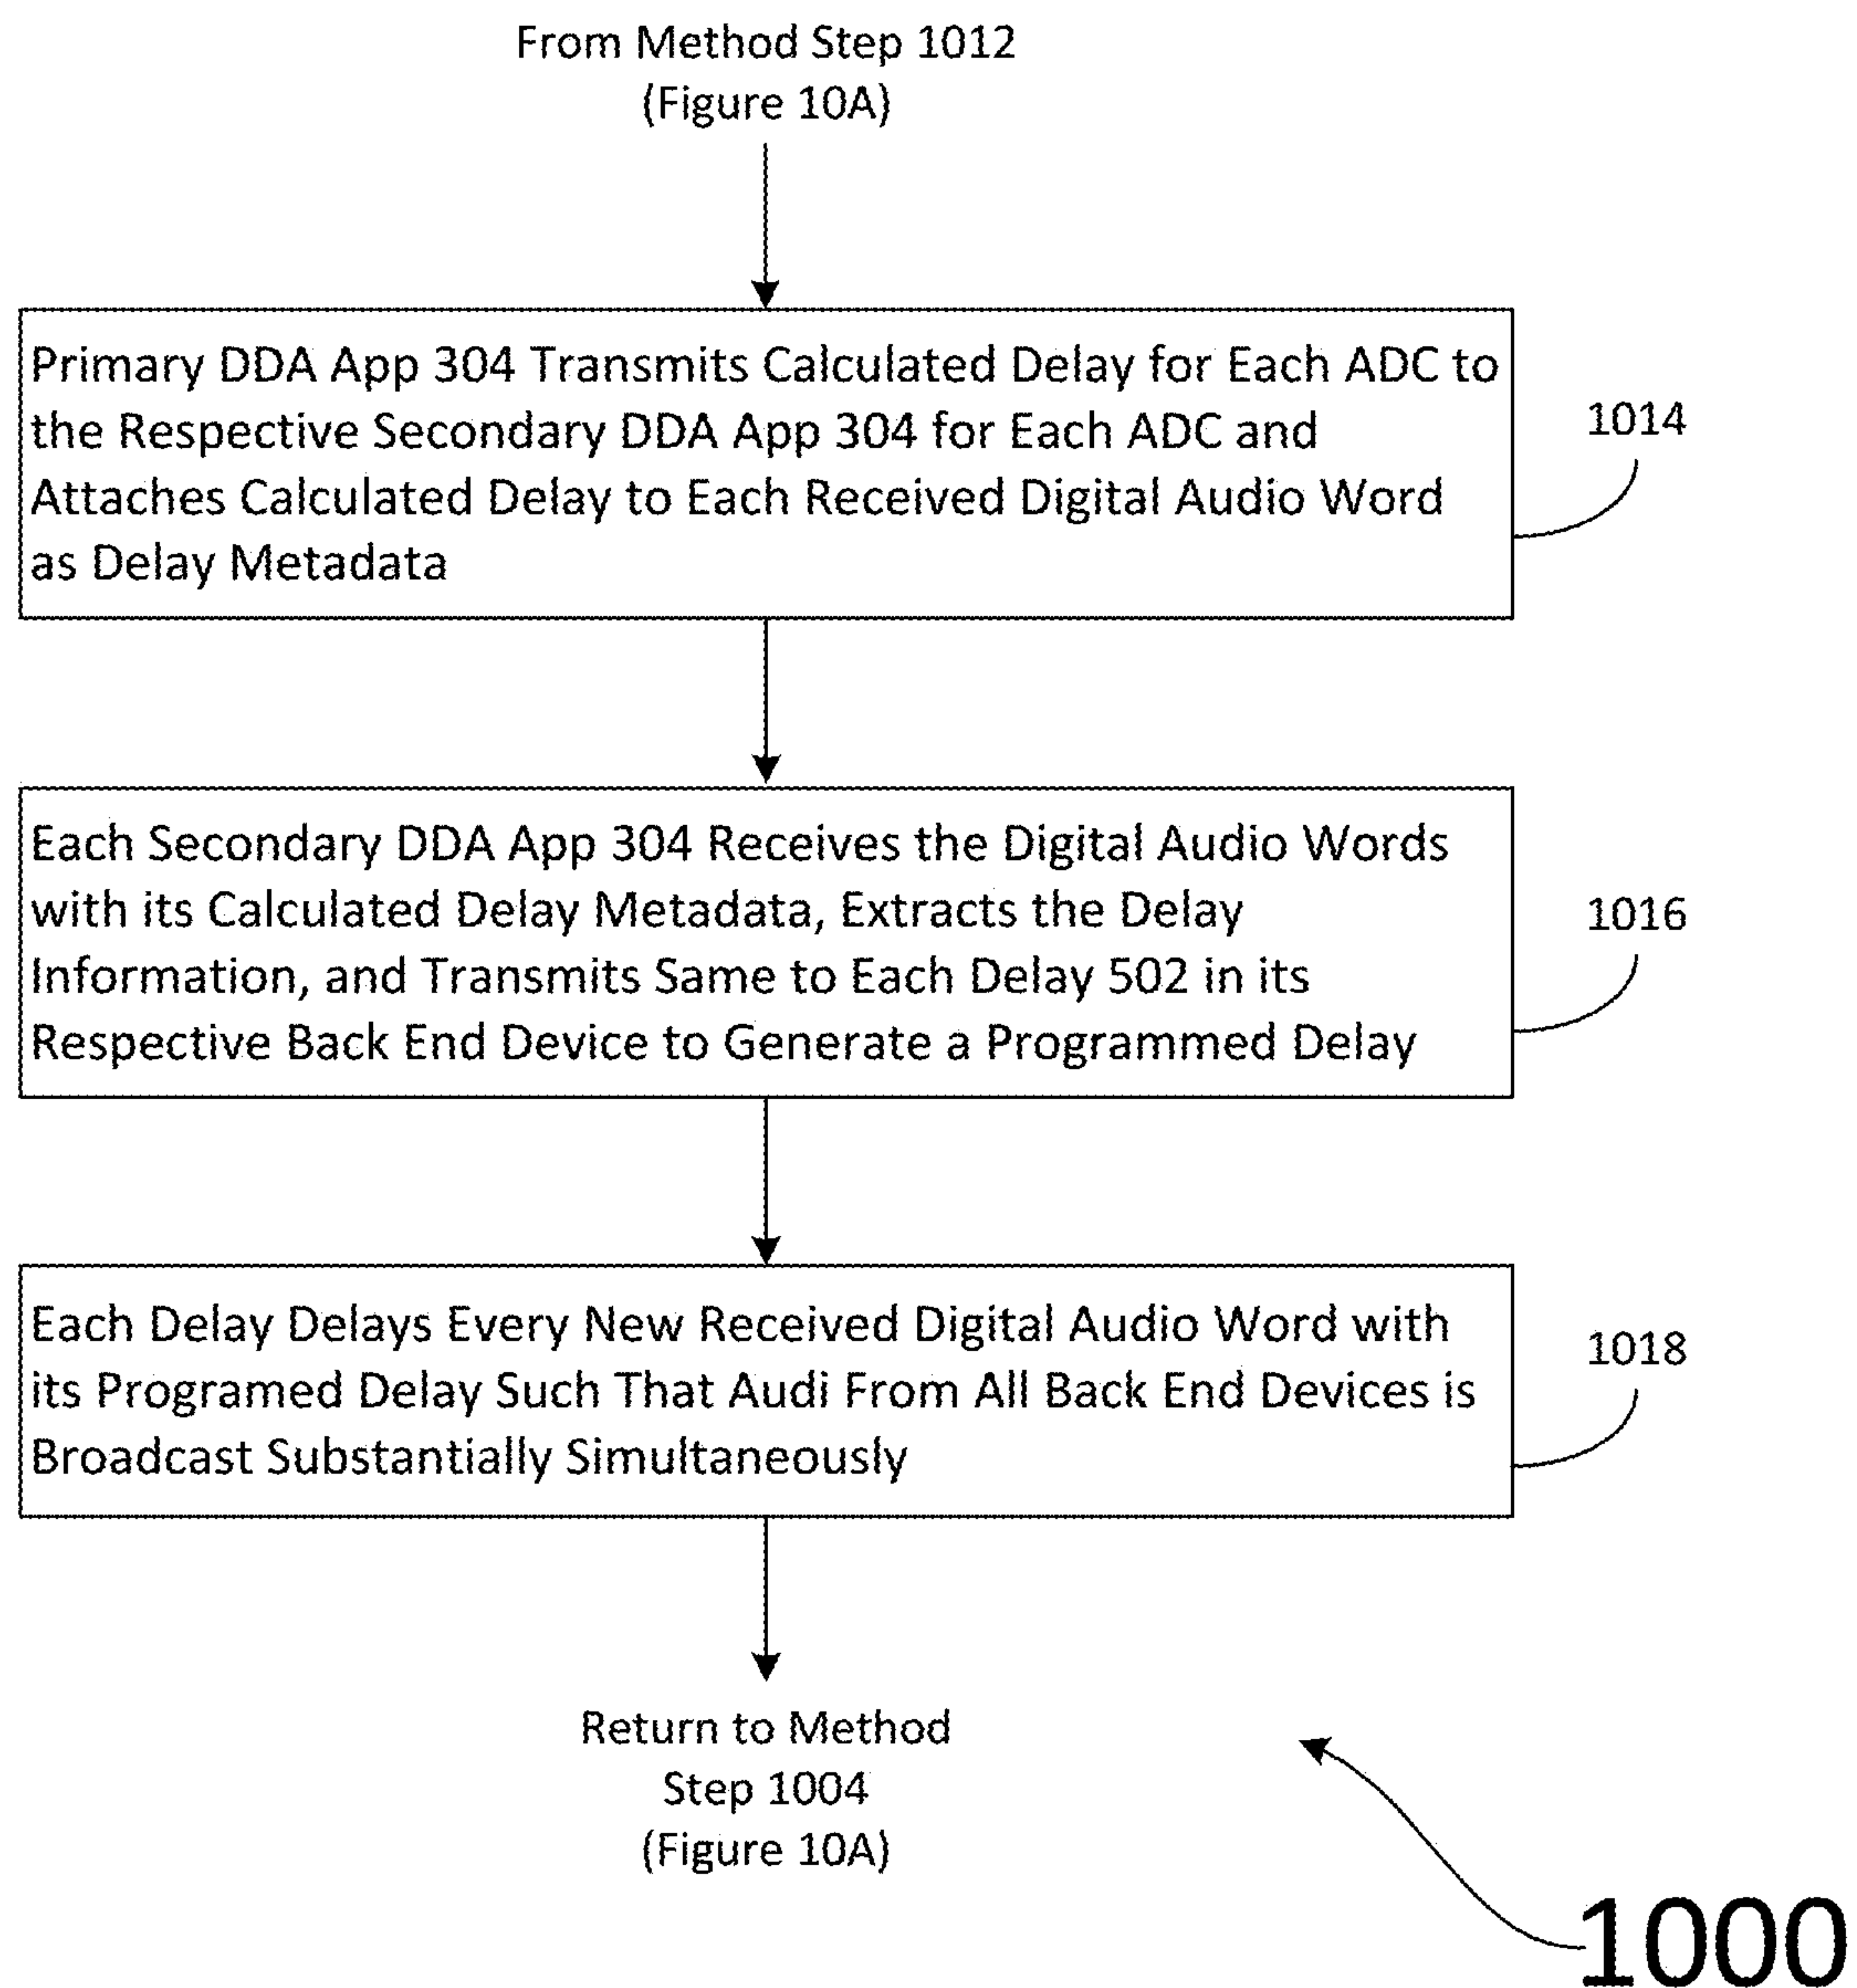 From Method Step 1012
(Figure 10A)
Primary DDA App 304 Transmits Calculated Delay for Each ADC to
the Respective Secondary DDA App 304 for Each ADC and
Attaches Calculated Delay to Each Received Digital Audio Word
as Delay Metadata
1014
Each Secondary DDA App 304 Receives the Digital Audio Words
with its Calculated Delay Metadata, Extracts the Delay
Information, and Transmits Same to Each Delay 502 in its
Respective Back End Device to Generate a Programmed Delay
1016
Each Delay Delays Every New Received Digital Audio Word with
its Programed Delay Such That Audi From All Back End Devices is
Broadcast Substantially Simultaneously
1018
Return to Method
Step 1004
(Figure 10A)
1000